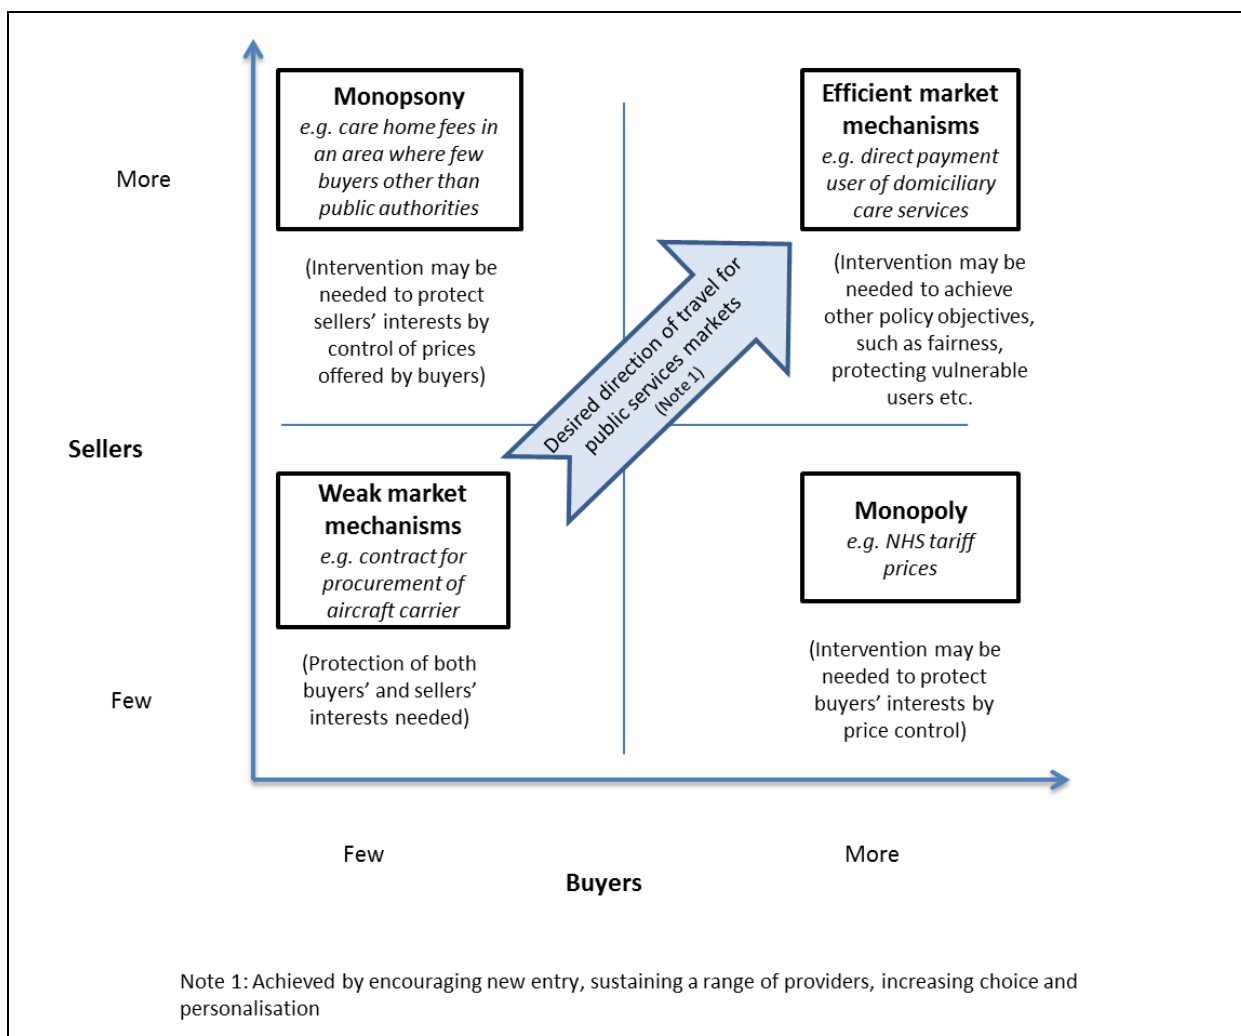 Monopsony
e.g. care home fees in
an area where few
buyers other than
public authorities
Efficient market
mechanisms
e.g. direct payment
user of domiciliary
care services
More
(Intervention may be
needed to protect
sellers’ interests by
control of prices
offered by buyers)
Desired direction of travel for
public services markets
(Note 1)
(Intervention may be
needed to achieve
other policy objectives,
such as fairness,
protecting vulnerable
users etc.
Sellers
Weak market
mechanisms
e.g. contract for
procurement of
aircraft carrier
Monopoly
e.g. NHS tariff
prices
(Protection of both
buyers’ and sellers’
interests needed)
(Intervention may be
needed to protect
buyers’ interests by
price control)
Few
Few
More
Buyers
Note 1: Achieved by encouraging new entry, sustaining a range of providers, increasing choice and
personalisation